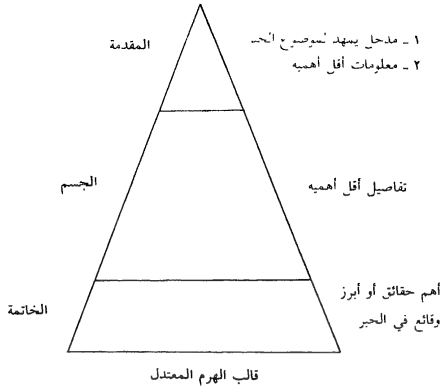 المقدمة
١ ـ مدخل يمهد لموضوع
٢ ـ معلومات أقل أهميه
الجسم
تفاصيل أقل أهميه
الخاتمة
أهم حقائق أو أبرز
وقائع في الحبر
قالب الهرم المعتدل